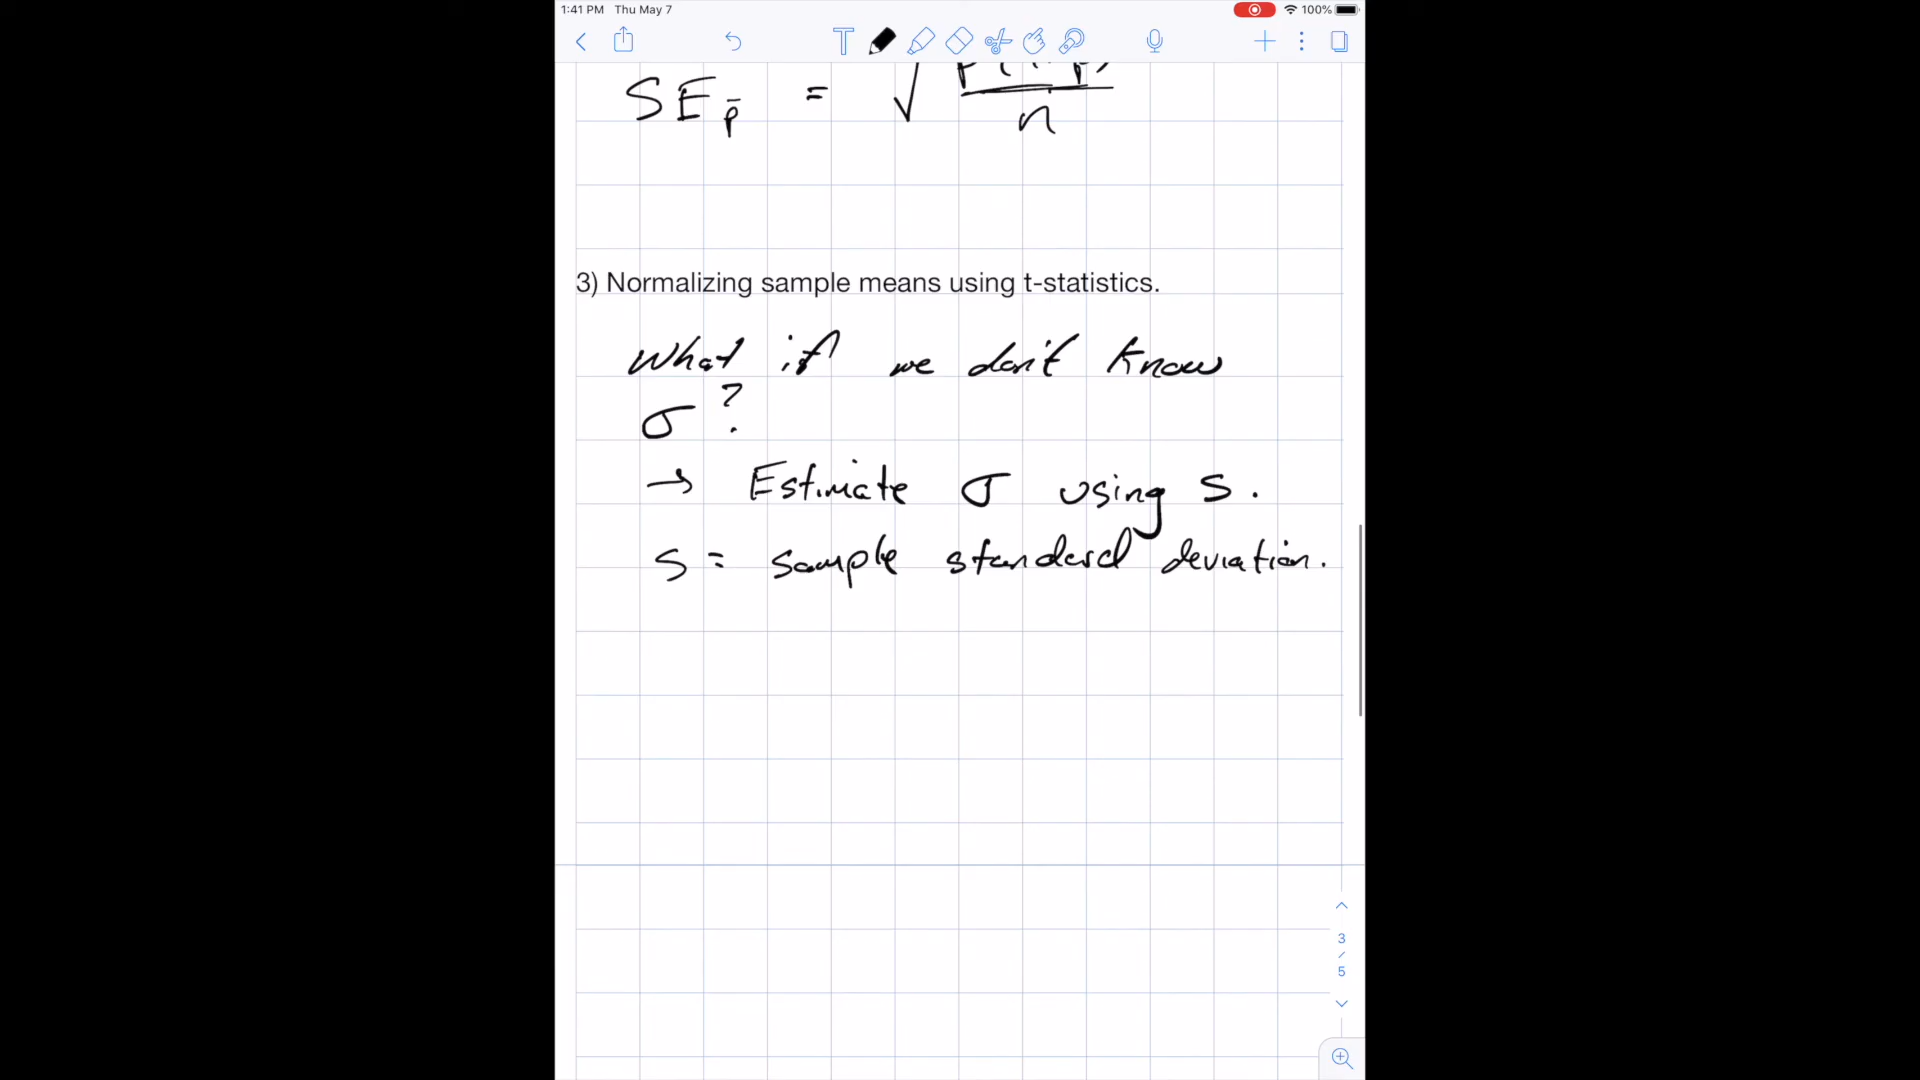 1:41 PM Thu May 7
100%
T
SE p̄ = √ p(1-p) / n
3) Normalizing sample means using t-statistics.
What if we don't know
σ ?
→ Estimate σ using s.
s = sample standard deviation.
3
/
5